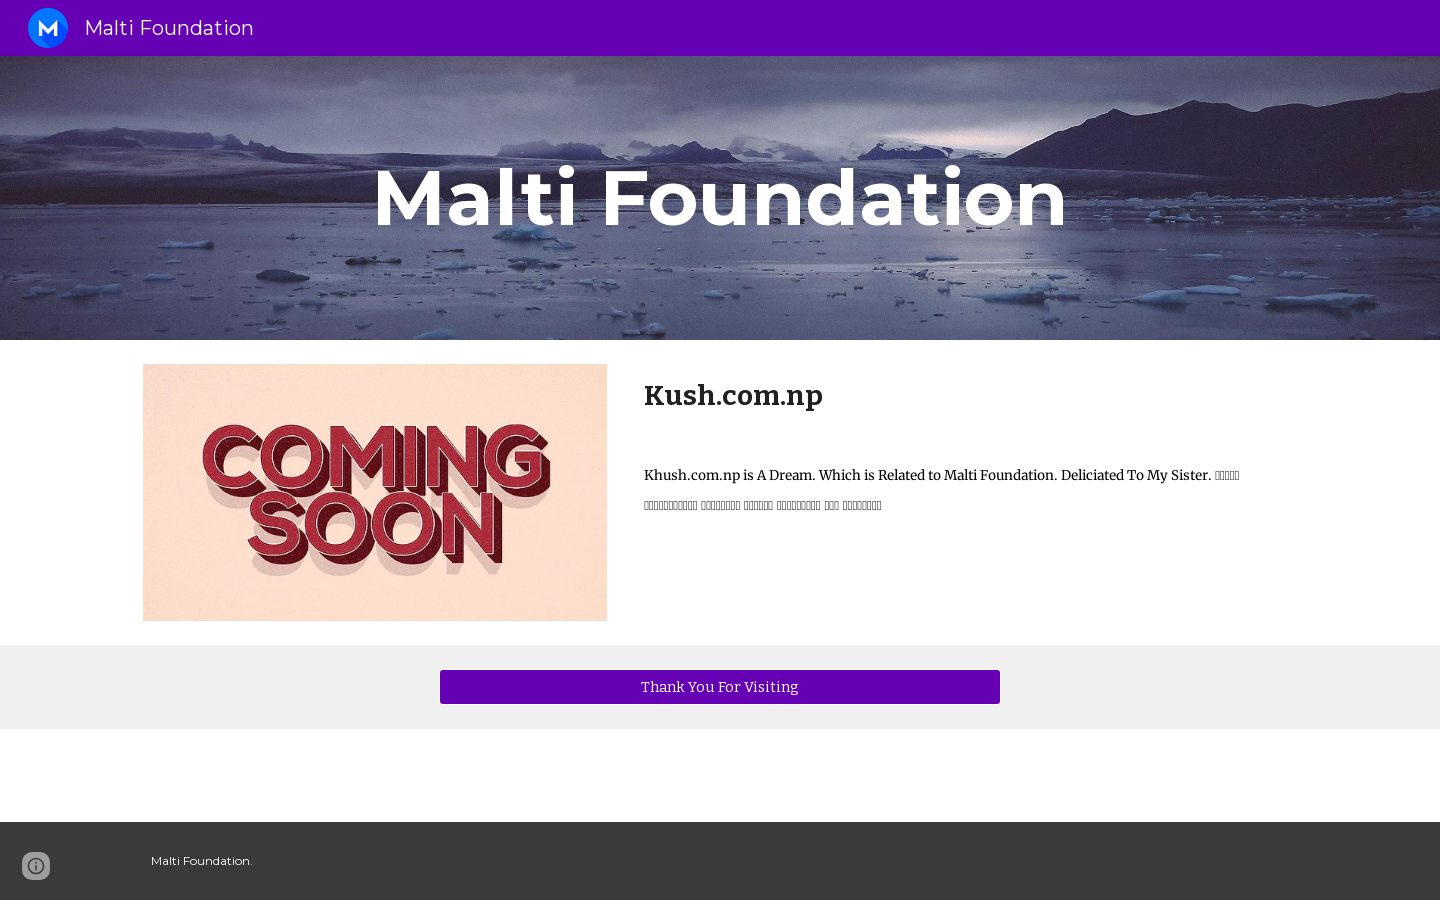 Malti Foundation
Malti Foundation
COMING
SOON
Kush.com.np
Khush.com.np is A Dream. Which is Related to Malti Foundation. Deliciated To My Sister.
Thank You For Visiting
Malti Foundation.